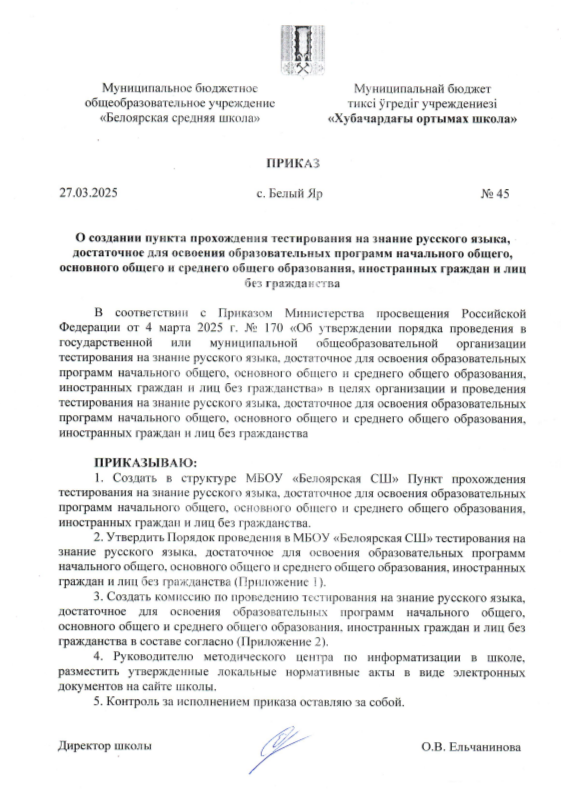 Муниципальное бюджетное
общеобразовательное учреждение
«Белоярская средняя школа»
Муниципальнай бюджет
тиксі ӱгредіг учреждениезі
«Хубачардағы ортымах школа»
ПРИКАЗ
27.03.2025 с. Белый Яр № 45
О создании пункта прохождения тестирования на знание русского языка,
достаточное для освоения образовательных программ начального общего,
основного общего и среднего общего образования, иностранных граждан и лиц
без гражданства
В соответствии с Приказом Министерства просвещения Российской
Федерации от 4 марта 2025 г. № 170 «Об утверждении порядка проведения в
государственной или муниципальной общеобразовательной организации
тестирования на знание русского языка, достаточное для освоения образовательных
программ начального общего, основного общего и среднего общего образования,
иностранных граждан и лиц без гражданства» в целях организации и проведения
тестирования на знание русского языка, достаточное для освоения образовательных
программ начального общего, основного общего и среднего общего образования,
иностранных граждан и лиц без гражданства
ПРИКАЗЫВАЮ:
1. Создать в структуре МБОУ «Белоярская СШ» Пункт прохождения
тестирования на знание русского языка, достаточное для освоения образовательных
программ начального общего, основного общего и среднего общего образования,
иностранных граждан и лиц без гражданства.
2. Утвердить Порядок проведения в МБОУ «Белоярская СШ» тестирования на
знание русского языка, достаточное для освоения образовательных программ
начального общего, основного общего и среднего общего образования, иностранных
граждан и лиц без гражданства (Приложение 1).
3. Создать комиссию по проведению тестирования на знание русского языка,
достаточное для освоения образовательных программ начального общего,
основного общего и среднего общего образования, иностранных граждан и лиц без
гражданства в составе согласно (Приложение 2).
4. Руководителю методического центра по информатизации в школе,
разместить утвержденные локальные нормативные акты в виде электронных
документов на сайте школы.
5. Контроль за исполнением приказа оставляю за собой.
Директор школы О.В. Ельчанинова